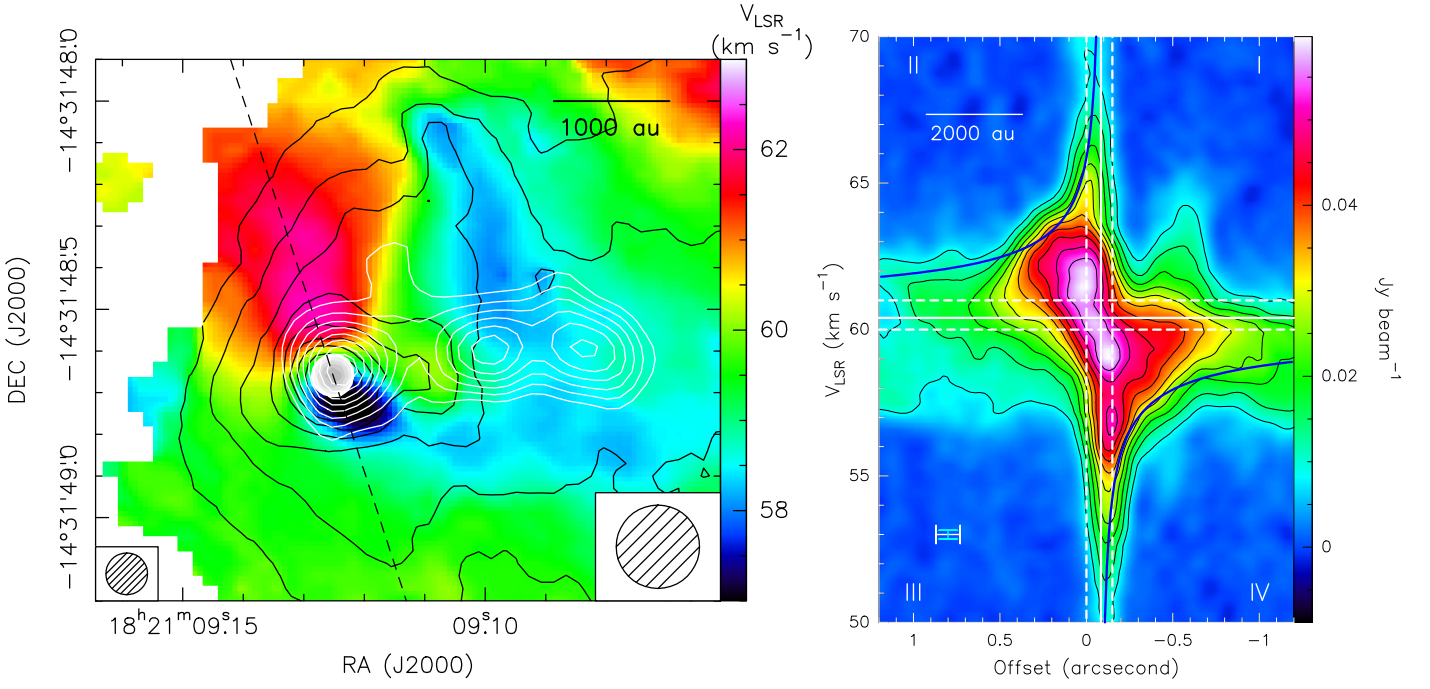 V_LSR
(km s⁻¹)
−14°31'48".0
1000 au
62
−14°31'48".5
60
−14°31'49".0
58
DEC (J2000)
18ʰ21ᵐ09ˢ.15
09ˢ.10
RA (J2000)
70
II
I
2000 au
65
60
55
50
III
IV
V_LSR (km s⁻¹)
0.04
0.02
0
Jy beam⁻¹
1
0.5
0
−0.5
−1
Offset (arcsecond)